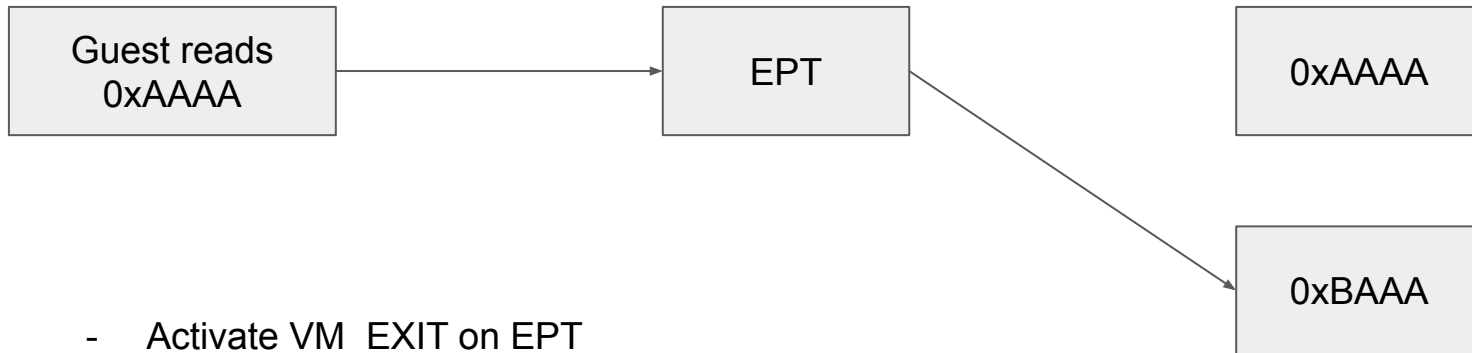 Guest reads
0xAAAA
EPT
0xAAAA
0xBAAA
- Activate VM  EXIT on EPT